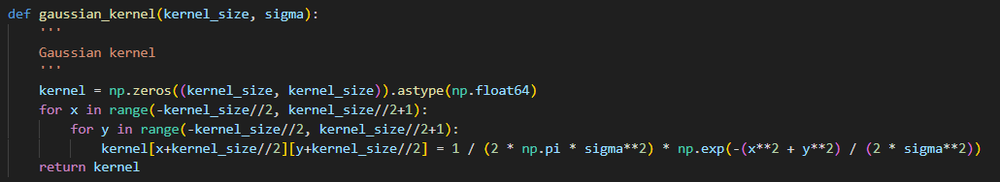 def gaussian_kernel(kernel_size, sigma):
    '''
    Gaussian kernel
    '''
    kernel = np.zeros((kernel_size, kernel_size)).astype(np.float64)
    for x in range(-kernel_size//2, kernel_size//2+1):
        for y in range(-kernel_size//2, kernel_size//2+1):
            kernel[x+kernel_size//2][y+kernel_size//2] = 1 / (2 * np.pi * sigma**2) * np.exp(-(x**2 + y**2) / (2 * sigma**2))
    return kernel